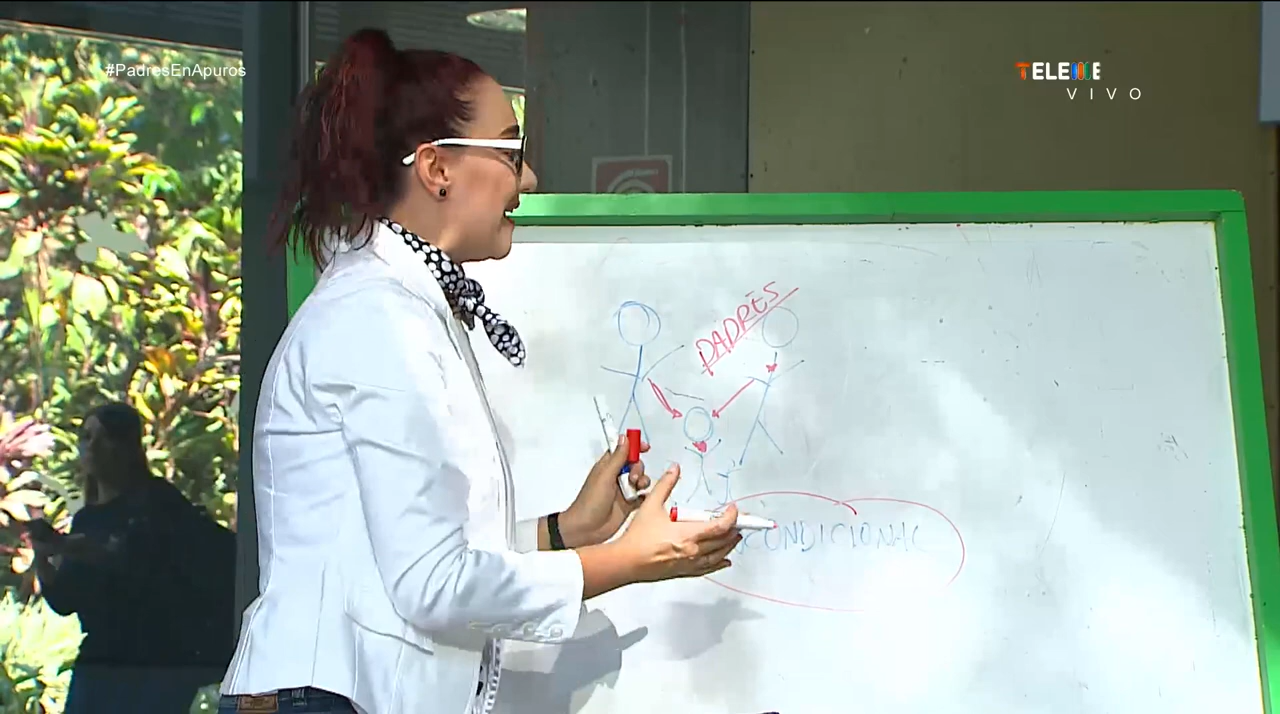 #PadresEnApuros
TELEME
VIVO
PADRES
CONDICIONAL